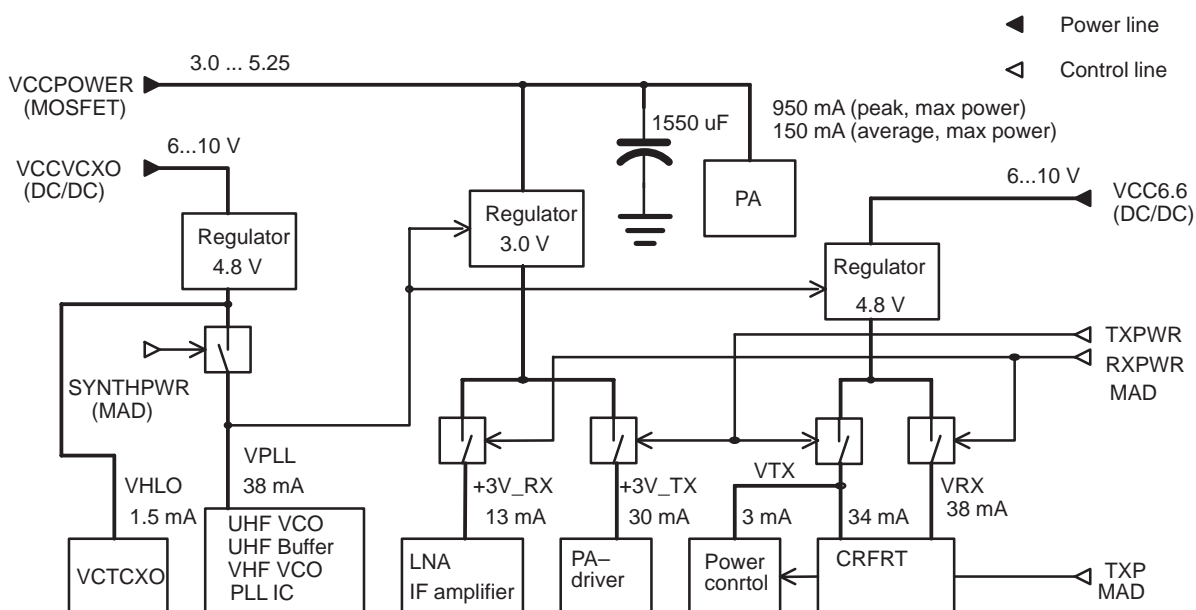 Power line
3.0 ... 5.25
VCCPOWER
(MOSFET)
Control line
1550 uF
950 mA (peak, max power)
150 mA (average, max power)
6...10 V
VCCVCXO
(DC/DC)
PA
6...10 V
VCC6.6
(DC/DC)
Regulator
3.0 V
Regulator
4.8 V
Regulator
4.8 V
TXPWR
RXPWR
MAD
SYNTHPWR
(MAD)
VPLL
38 mA
VHLO
1.5 mA
+3V_RX
13 mA
+3V_TX
30 mA
VTX
3 mA
34 mA
VRX
38 mA
VCTCXO
UHF VCO
UHF Buffer
VHF VCO
PLL IC
LNA
IF amplifier
PA–
driver
Power
conrtol
CRFRT
TXP
MAD